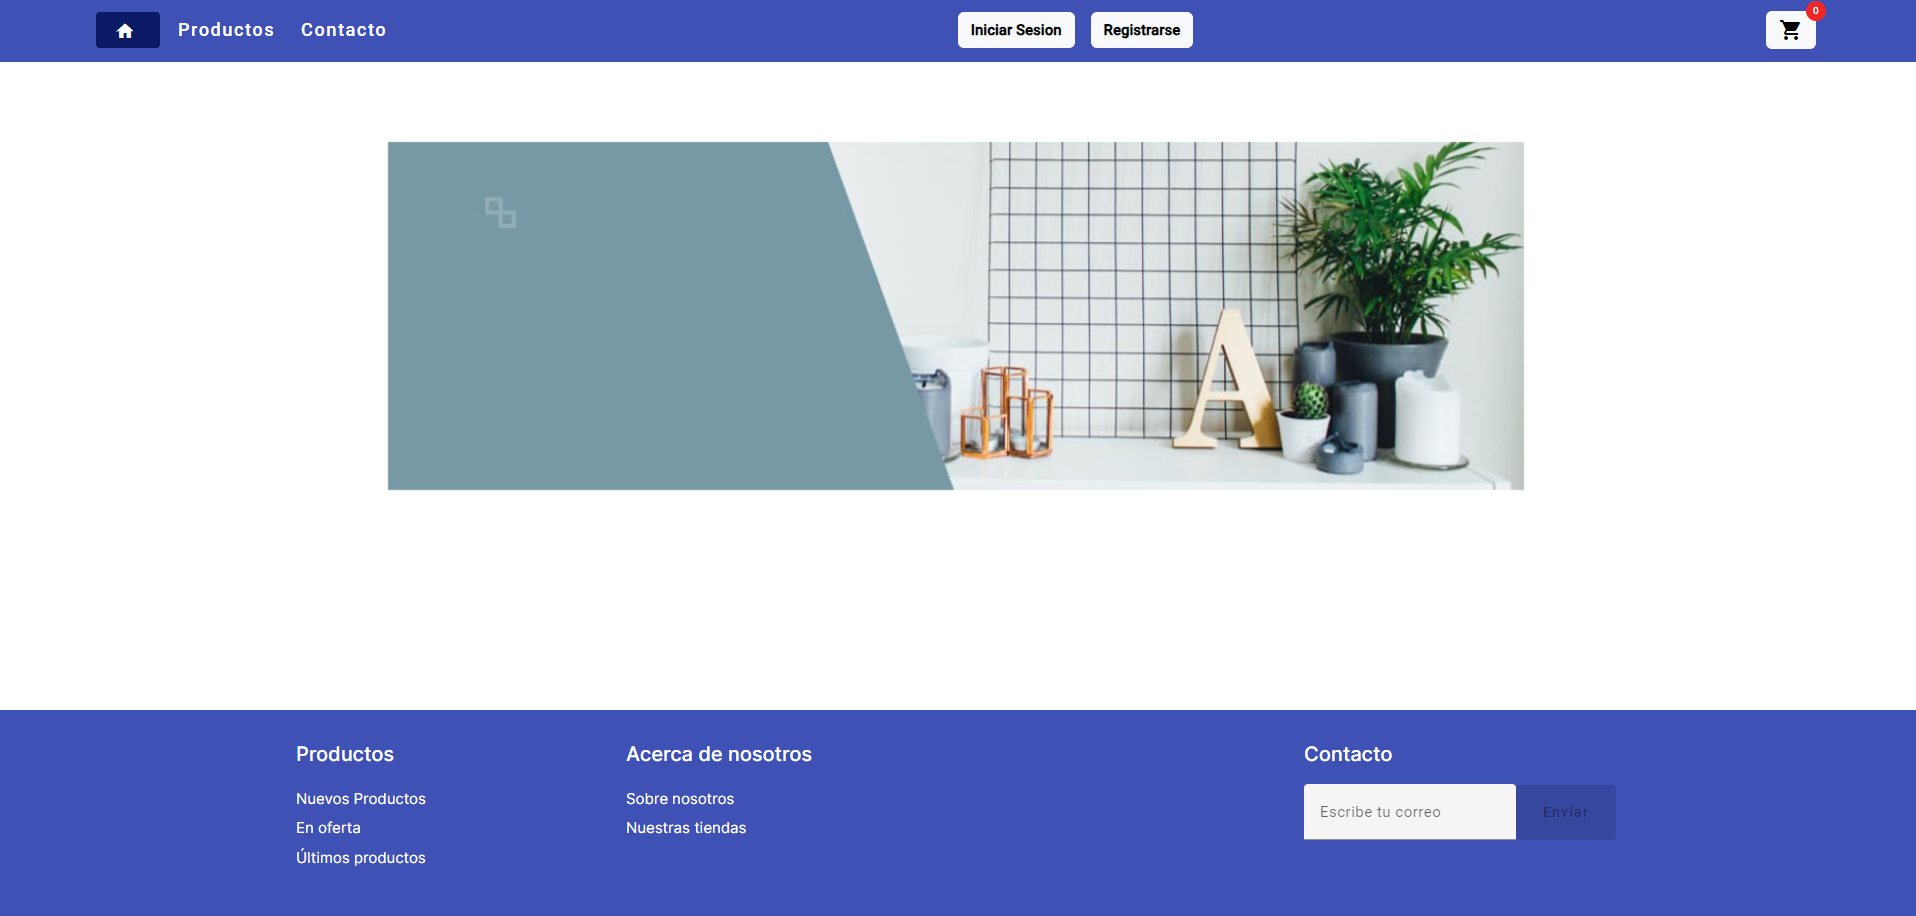 Productos Contacto Iniciar Sesion Registrarse 0
A
Productos
Nuevos Productos
En oferta
Últimos productos
Acerca de nosotros
Sobre nosotros
Nuestras tiendas
Contacto
Escribe tu correo Enviar